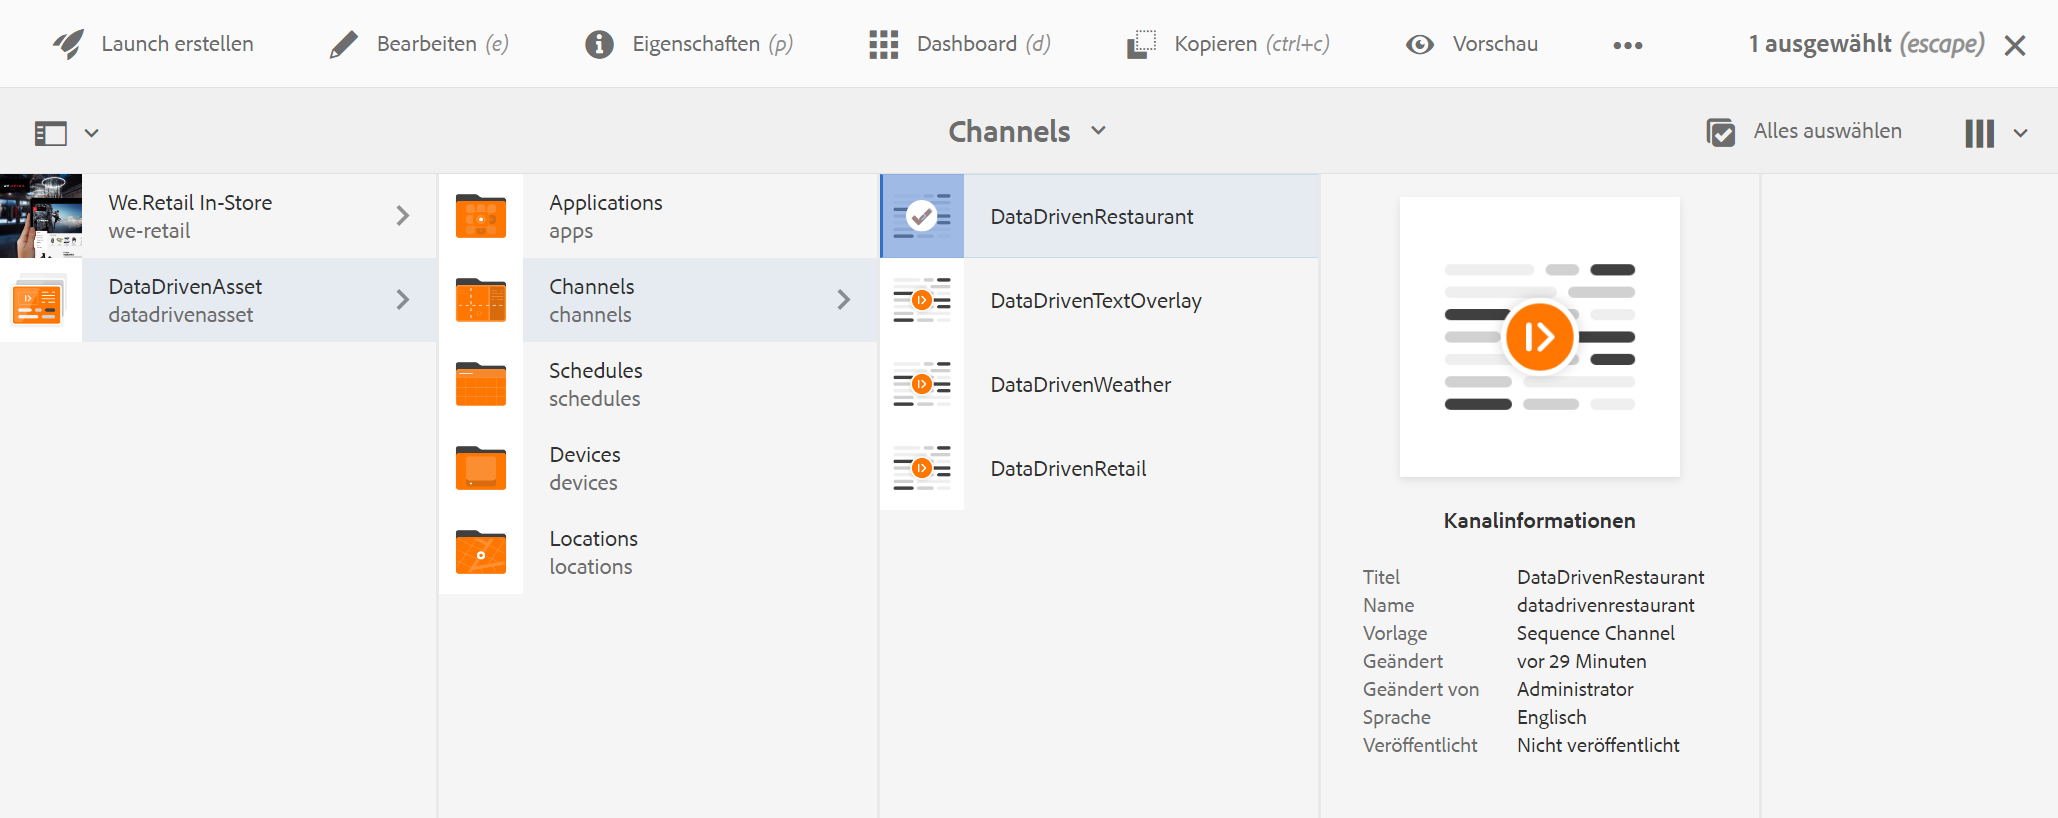 Launch erstellen
Bearbeiten (e)
Eigenschaften (p)
Dashboard (d)
Kopieren (ctrl+c)
Vorschau
1 ausgewählt (escape)
Channels
Alles auswählen
We.Retail In-Store
we-retail
DataDrivenAsset
datadrivenasset
Applications
apps
Channels
channels
Schedules
schedules
Devices
devices
Locations
locations
DataDrivenRestaurant
DataDrivenTextOverlay
DataDrivenWeather
DataDrivenRetail
Kanalinformationen
Titel DataDrivenRestaurant
Name datadrivenrestaurant
Vorlage Sequence Channel
Geändert vor 29 Minuten
Geändert von Administrator
Sprache Englisch
Veröffentlicht Nicht veröffentlicht